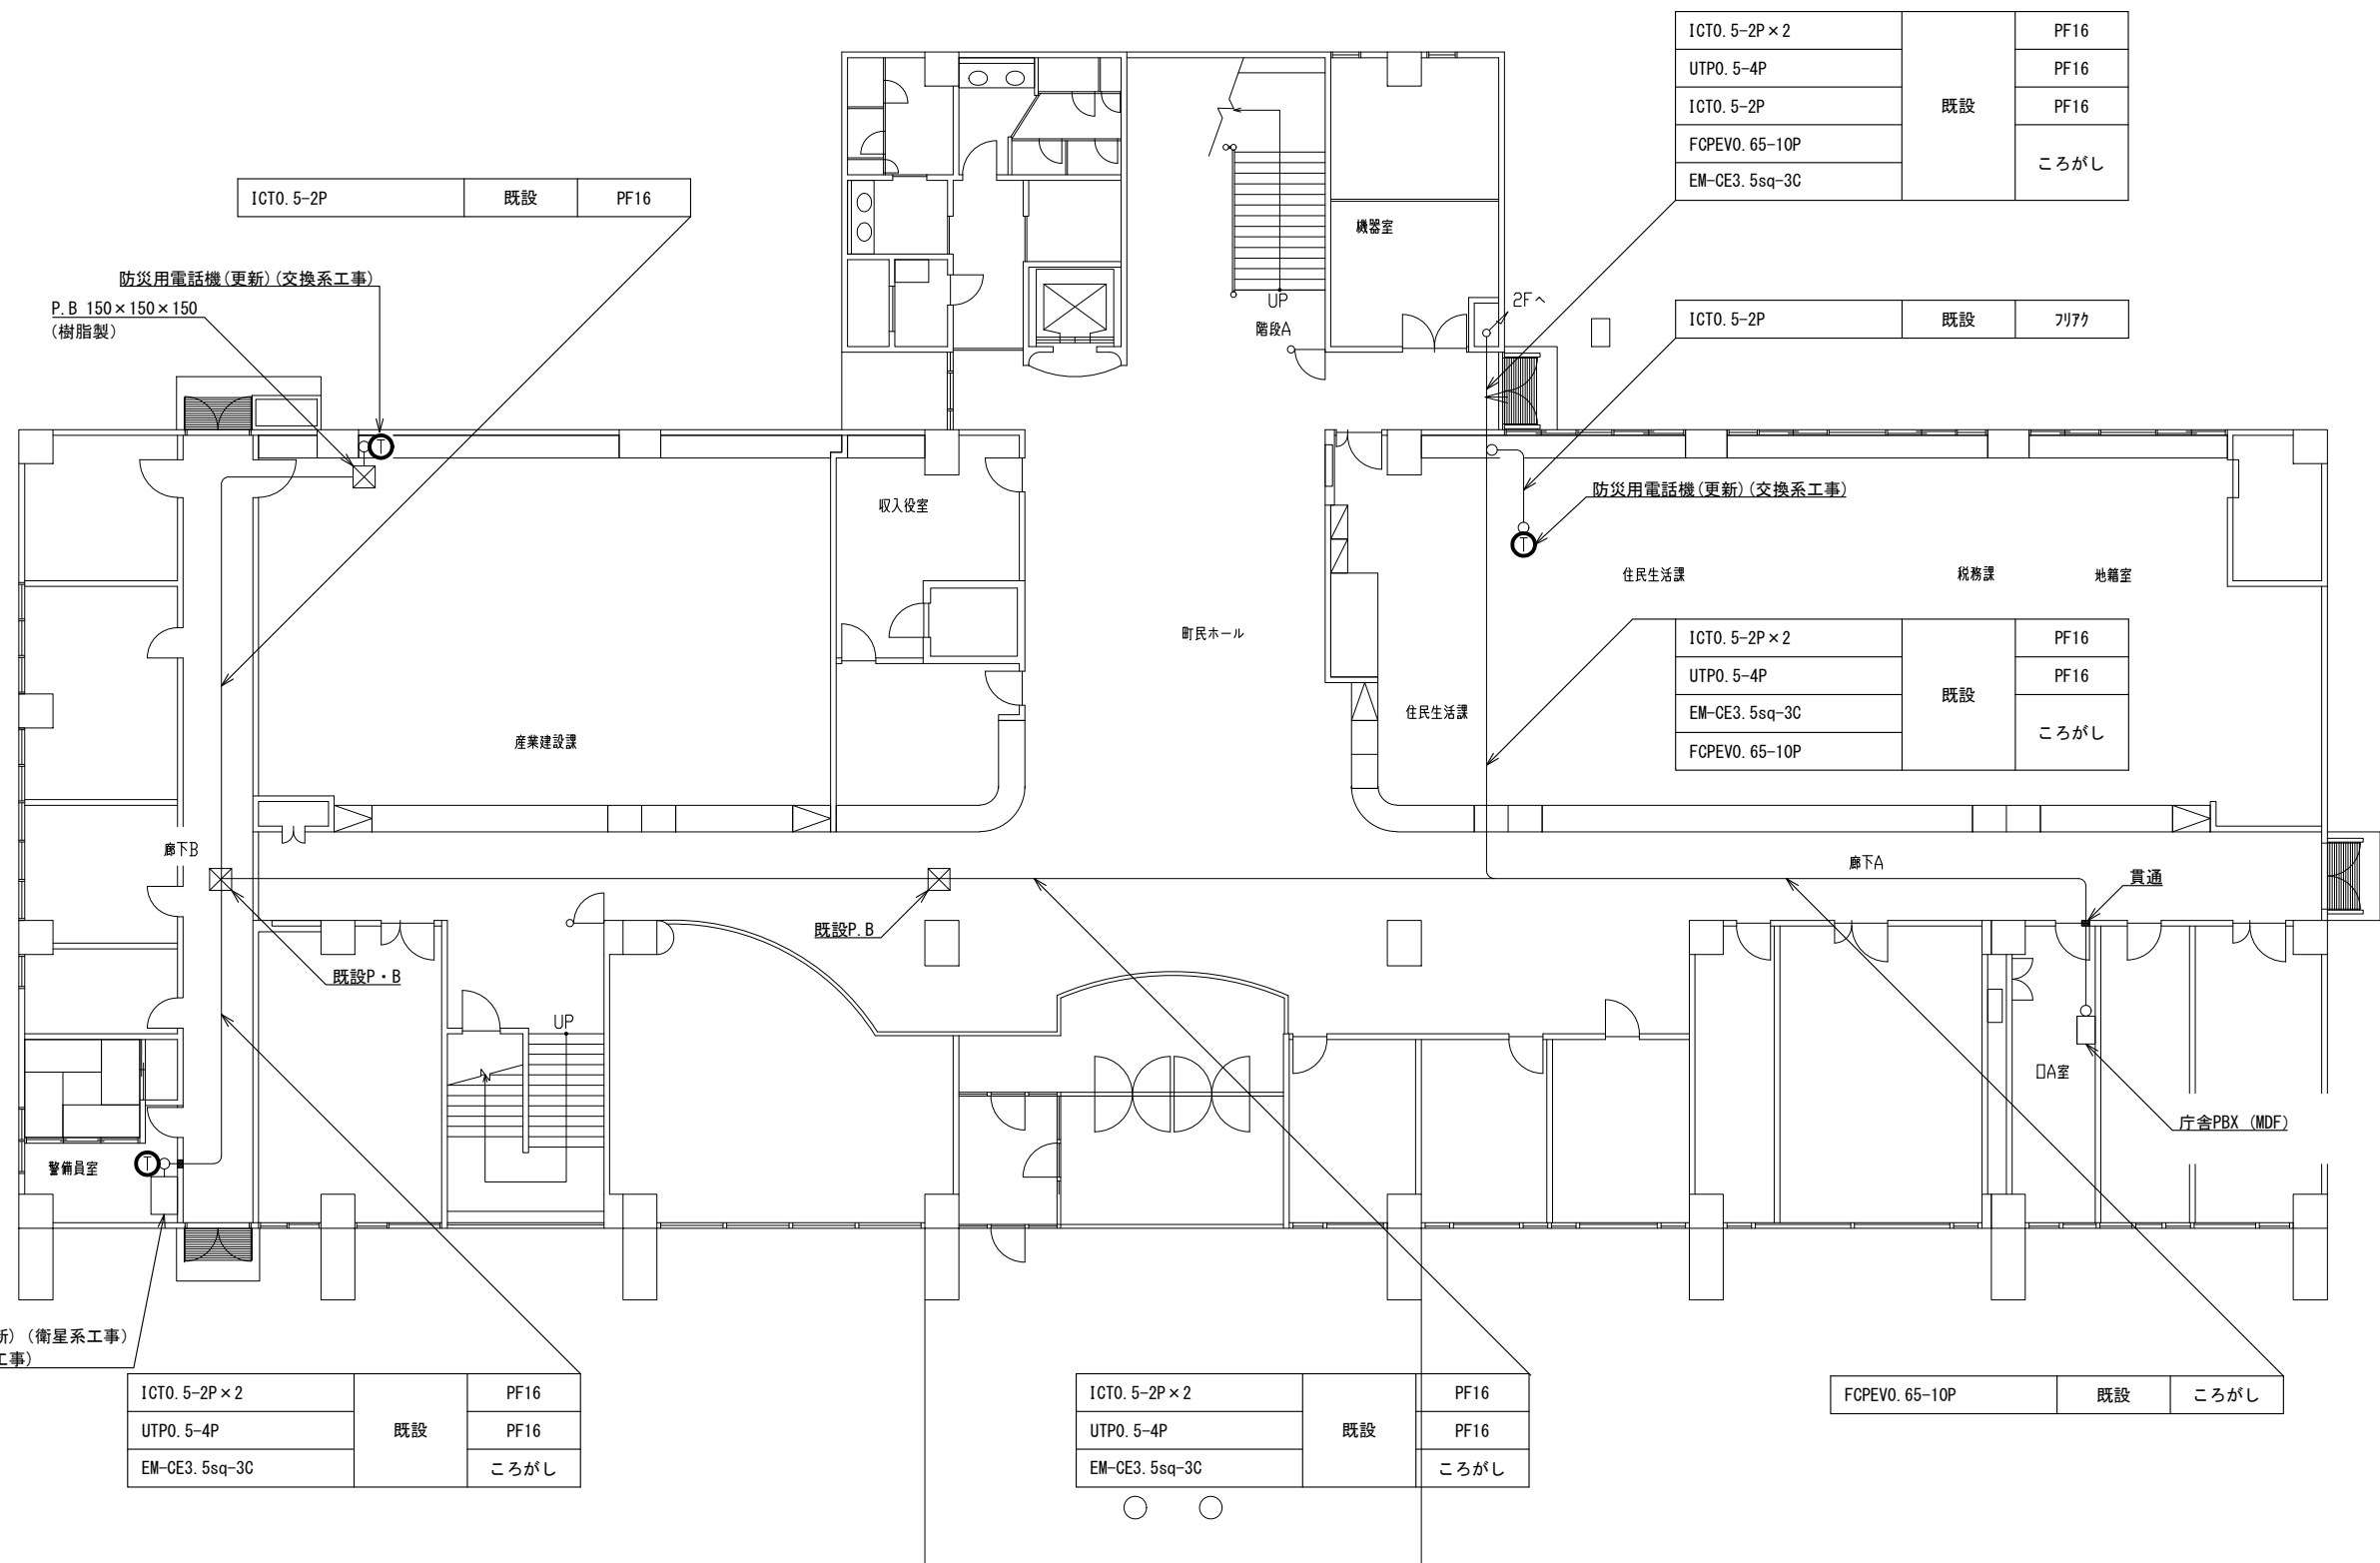 ICT0.5-2P×2 既設 PF16
UTP0.5-4P PF16
ICT0.5-2P PF16
FCPEV0.65-10P ころがし
EM-CE3.5sq-3C
ICT0.5-2P 既設 PF16
機器室
防災用電話機(更新)(交換系工事)
P.B 150×150×150
(樹脂製)
UP
2Fへ
階段A
ICT0.5-2P 既設 フリアク
収入役室
防災用電話機(更新)(交換系工事)
住民生活課
税務課
地籍室
町民ホール
ICT0.5-2P×2 既設 PF16
UTP0.5-4P PF16
EM-CE3.5sq-3C ころがし
FCPEV0.65-10P
住民生活課
産業建設課
廊下B
廊下A
貫通
既設P.B
既設P・B
UP
OA室
庁舎PBX (MDF)
警備員室
新) (衛星系工事)
工事)
ICT0.5-2P×2 既設 PF16
UTP0.5-4P PF16
EM-CE3.5sq-3C ころがし
ICT0.5-2P×2 既設 PF16
UTP0.5-4P PF16
EM-CE3.5sq-3C ころがし
FCPEV0.65-10P 既設 ころがし
T
T
T